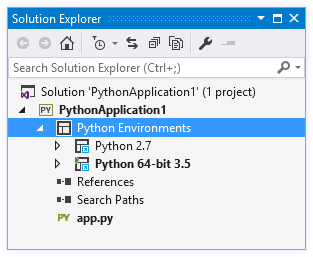 Solution Explorer
Search Solution Explorer (Ctrl+;)
Solution 'PythonApplication1' (1 project)
PY PythonApplication1
Python Environments
Python 2.7
Python 64-bit 3.5
References
Search Paths
PY app.py